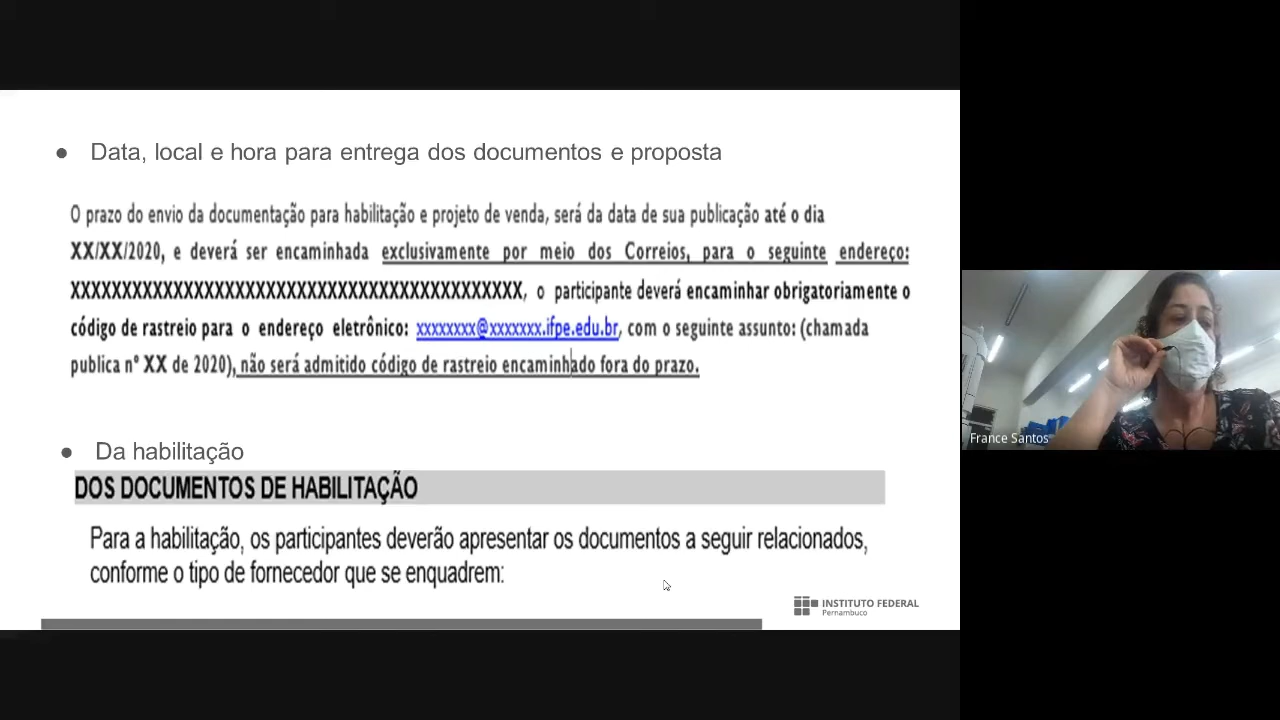 ● Data, local e hora para entrega dos documentos e proposta
O prazo do envio da documentação para habilitação e projeto de venda, será da data de sua publicação até o dia
XX/XX/2020, e deverá ser encaminhada exclusivamente por meio dos Correios, para o seguinte endereço:
XXXXXXXXXXXXXXXXXXXXXXXXXXXXXXXXXXXXXXXXXXX, o participante deverá encaminhar obrigatoriamente o
código de rastreio para o endereço eletrônico: xxxxxxxx@xxxxxxx.ifpe.edu.br, com o seguinte assunto: (chamada
publica nº XX de 2020), não será admitido código de rastreio encaminhado fora do prazo.
● Da habilitação
DOS DOCUMENTOS DE HABILITAÇÃO
Para a habilitação, os participantes deverão apresentar os documentos a seguir relacionados,
conforme o tipo de fornecedor que se enquadrem:
INSTITUTO FEDERAL
Pernambuco
France Santos